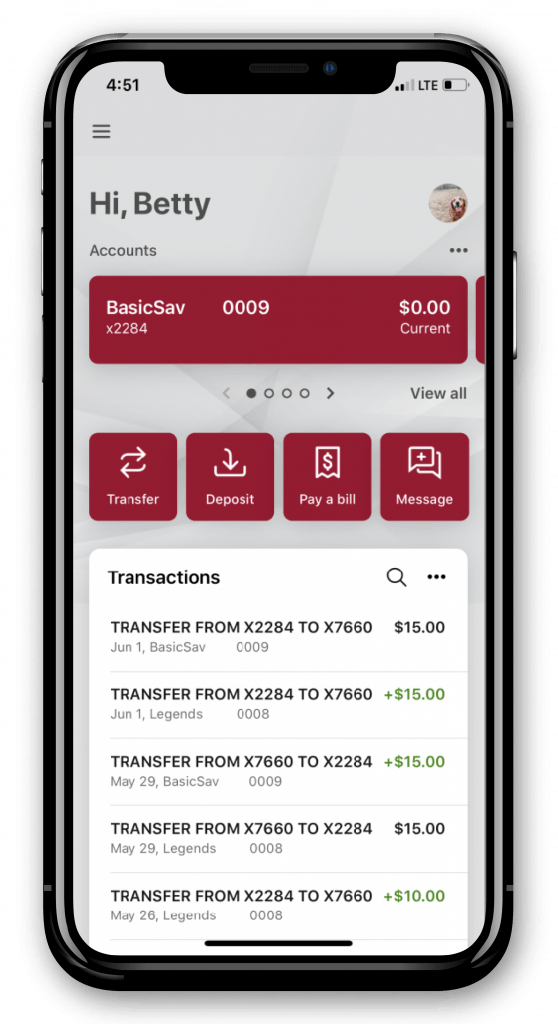 4:51 LTE
Hi, Betty
Accounts
BasicSav 0009 $0.00
x2284 Current
View all
Transfer Deposit Pay a bill Message
Transactions
TRANSFER FROM X2284 TO X7660 $15.00
Jun 1, BasicSav 0009
TRANSFER FROM X2284 TO X7660 +$15.00
Jun 1, Legends 0008
TRANSFER FROM X7660 TO X2284 +$15.00
May 29, BasicSav 0009
TRANSFER FROM X7660 TO X2284 $15.00
May 29, Legends 0008
TRANSFER FROM X2284 TO X7660 +$10.00
May 26, Legends 0008